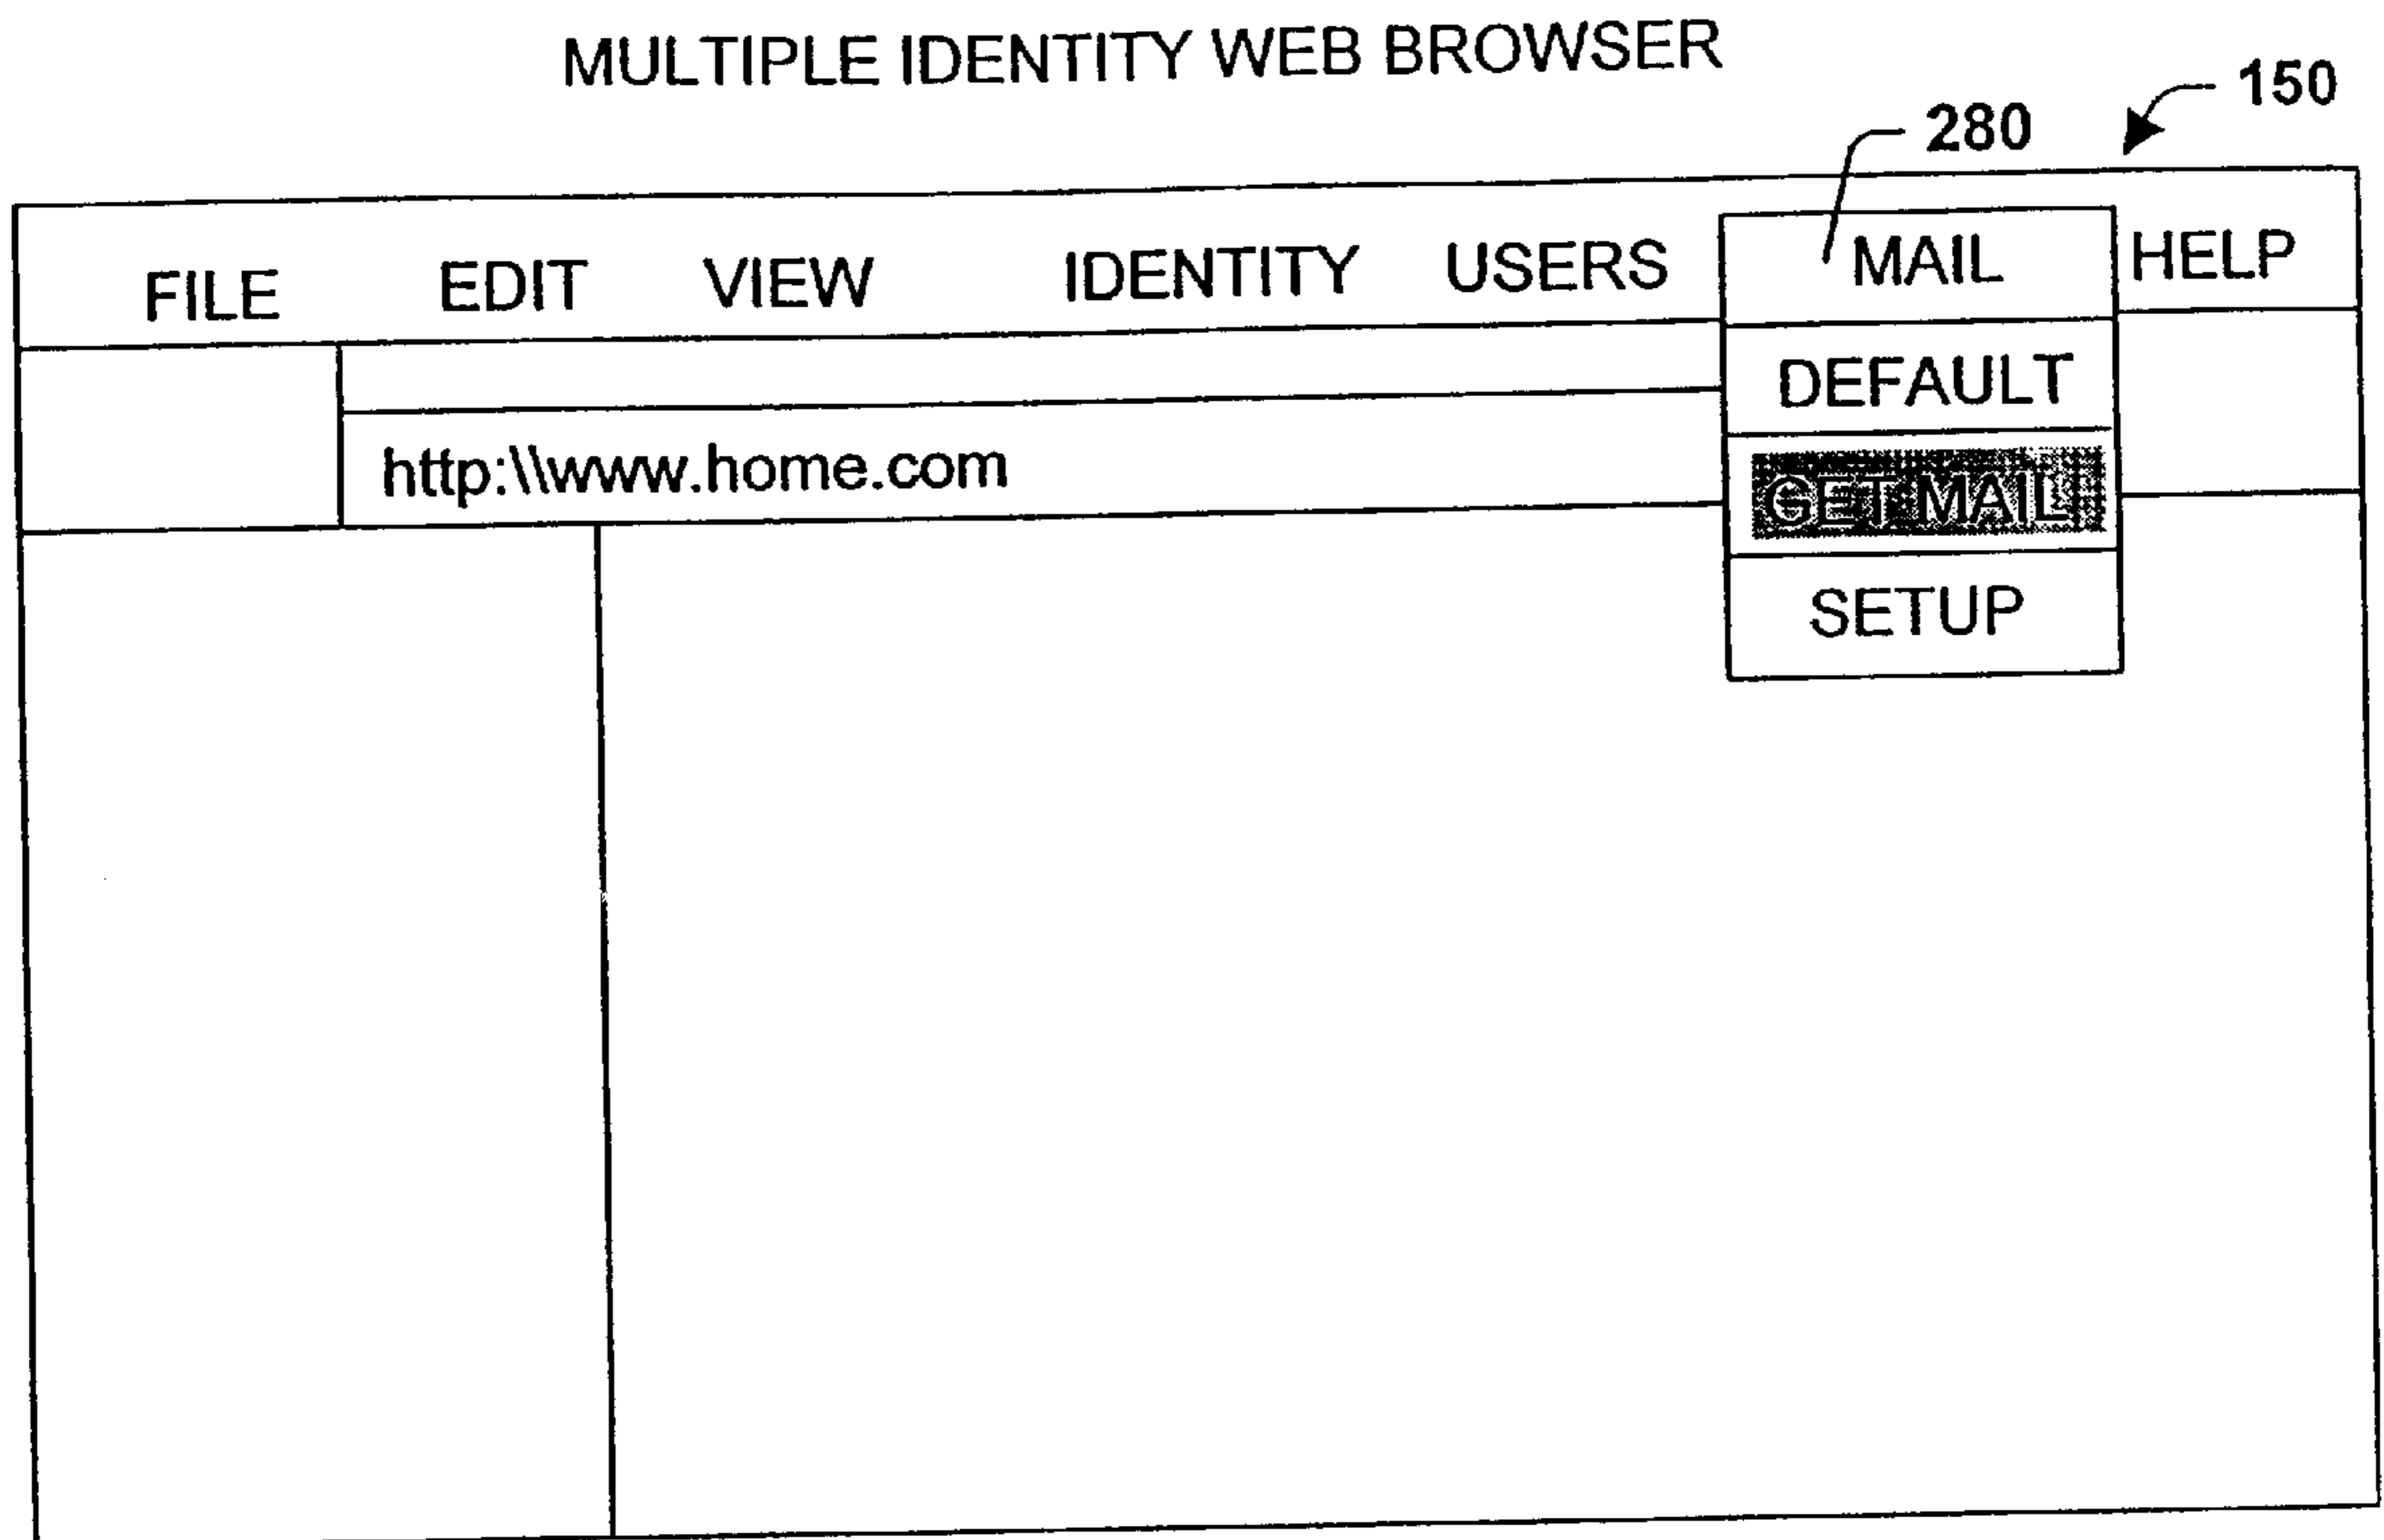 MULTIPLE IDENTITY WEB BROWSER
150
280
FILE EDIT VIEW IDENTITY USERS MAIL HELP
DEFAULT
http:\\www.home.com
GET MAIL
SETUP